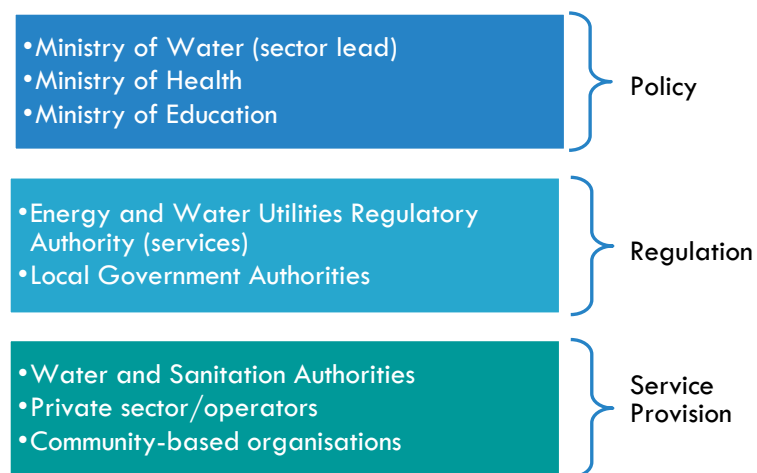 •Ministry of Water (sector lead)
•Ministry of Health
•Ministry of Education
Policy
•Energy and Water Utilities Regulatory
Authority (services)
•Local Government Authorities
Regulation
•Water and Sanitation Authorities
•Private sector/operators
•Community-based organisations
Service
Provision